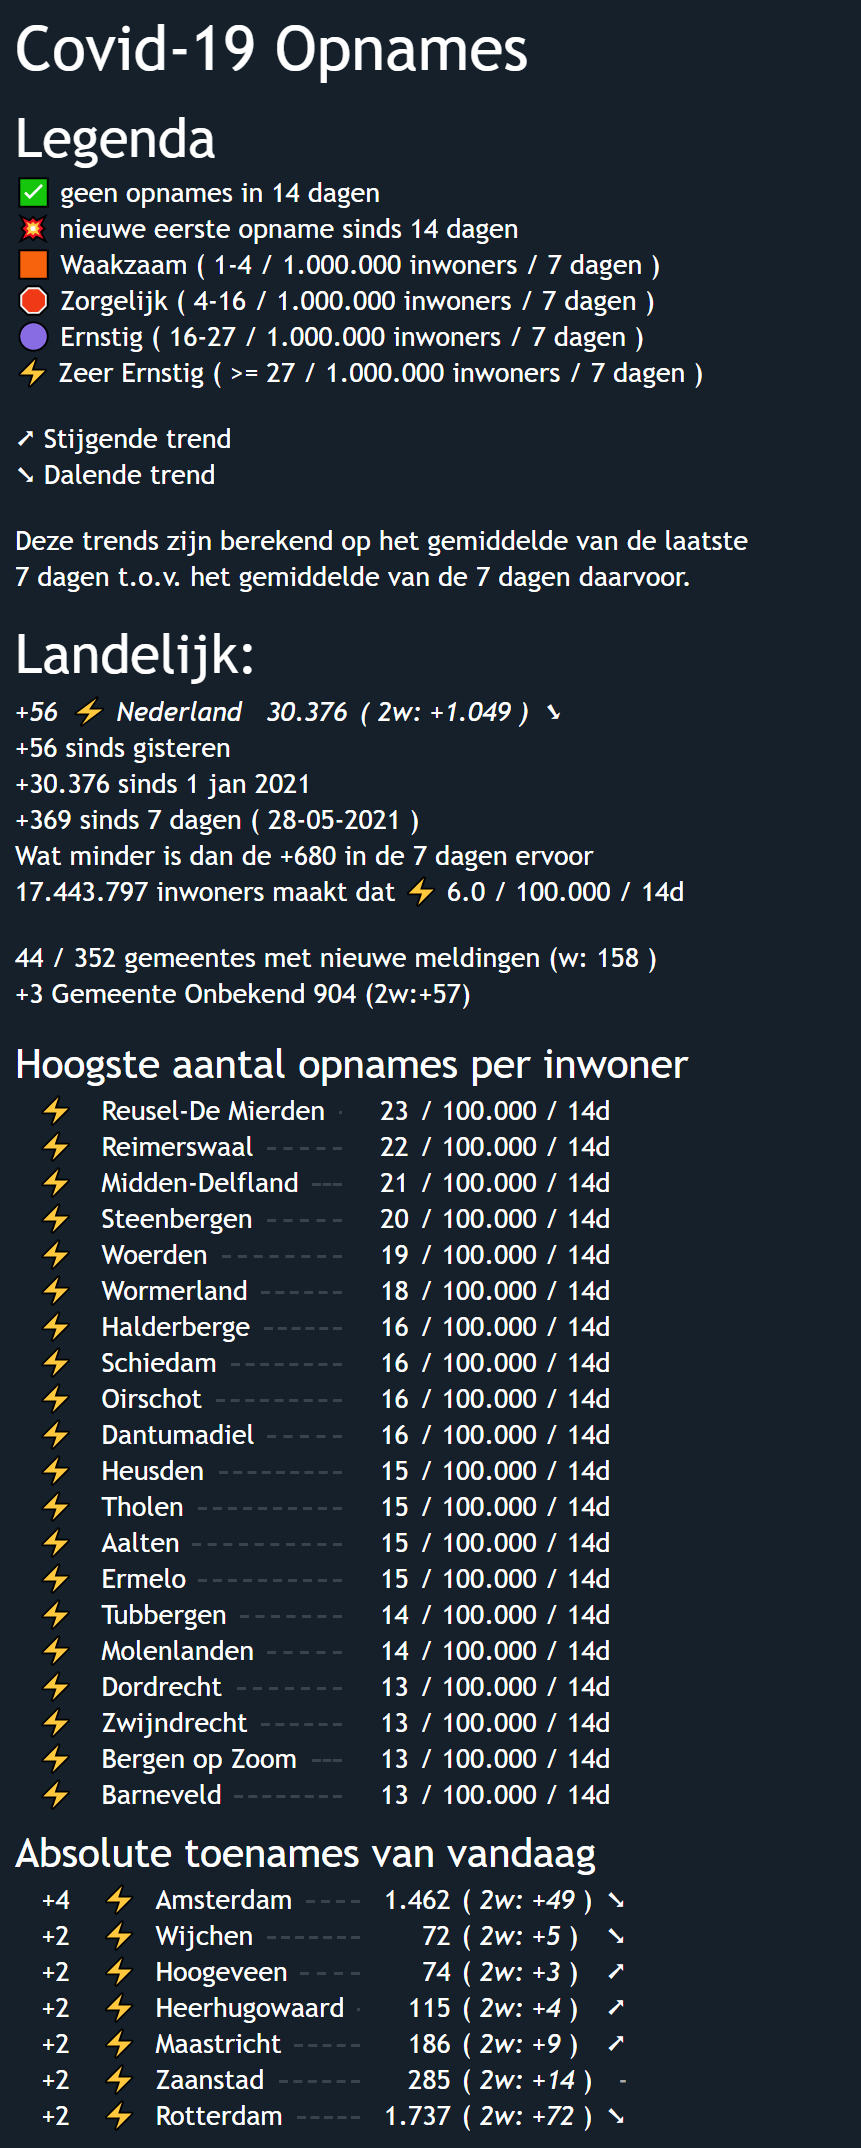 Covid-19 Opnames
Legenda
✅ geen opnames in 14 dagen
💥 nieuwe eerste opname sinds 14 dagen
🟧 Waakzaam ( 1-4 / 1.000.000 inwoners / 7 dagen )
🛑 Zorgelijk ( 4-16 / 1.000.000 inwoners / 7 dagen )
🟣 Ernstig ( 16-27 / 1.000.000 inwoners / 7 dagen )
⚡ Zeer Ernstig ( >= 27 / 1.000.000 inwoners / 7 dagen )
➚ Stijgende trend
➘ Dalende trend
Deze trends zijn berekend op het gemiddelde van de laatste
7 dagen t.o.v. het gemiddelde van de 7 dagen daarvoor.
Landelijk:
+56 ⚡ Nederland 30.376 ( 2w: +1.049 ) ➘
+56 sinds gisteren
+30.376 sinds 1 jan 2021
+369 sinds 7 dagen ( 28-05-2021 )
Wat minder is dan de +680 in de 7 dagen ervoor
17.443.797 inwoners maakt dat ⚡ 6.0 / 100.000 / 14d
44 / 352 gemeentes met nieuwe meldingen (w: 158 )
+3 Gemeente Onbekend 904 (2w:+57)
Hoogste aantal opnames per inwoner
⚡ Reusel-De Mierden - 23 / 100.000 / 14d
⚡ Reimerswaal ------ 22 / 100.000 / 14d
⚡ Midden-Delfland --- 21 / 100.000 / 14d
⚡ Steenbergen ------ 20 / 100.000 / 14d
⚡ Woerden --------- 19 / 100.000 / 14d
⚡ Wormerland ------ 18 / 100.000 / 14d
⚡ Halderberge ------ 16 / 100.000 / 14d
⚡ Schiedam -------- 16 / 100.000 / 14d
⚡ Oirschot --------- 16 / 100.000 / 14d
⚡ Dantumadiel ----- 16 / 100.000 / 14d
⚡ Heusden --------- 15 / 100.000 / 14d
⚡ Tholen ---------- 15 / 100.000 / 14d
⚡ Aalten ----------- 15 / 100.000 / 14d
⚡ Ermelo ---------- 15 / 100.000 / 14d
⚡ Tubbergen ------- 14 / 100.000 / 14d
⚡ Molenlanden ----- 14 / 100.000 / 14d
⚡ Dordrecht ------- 13 / 100.000 / 14d
⚡ Zwijndrecht ------ 13 / 100.000 / 14d
⚡ Bergen op Zoom --- 13 / 100.000 / 14d
⚡ Barneveld -------- 13 / 100.000 / 14d
Absolute toenames van vandaag
+4 ⚡ Amsterdam ---- 1.462 ( 2w: +49 ) ➘
+2 ⚡ Wijchen ------- 72 ( 2w: +5 ) ➘
+2 ⚡ Hoogeveen ---- 74 ( 2w: +3 ) ➚
+2 ⚡ Heerhugowaard - 115 ( 2w: +4 ) ➚
+2 ⚡ Maastricht ----- 186 ( 2w: +9 ) ➚
+2 ⚡ Zaanstad ------ 285 ( 2w: +14 ) -
+2 ⚡ Rotterdam ----- 1.737 ( 2w: +72 ) ➘